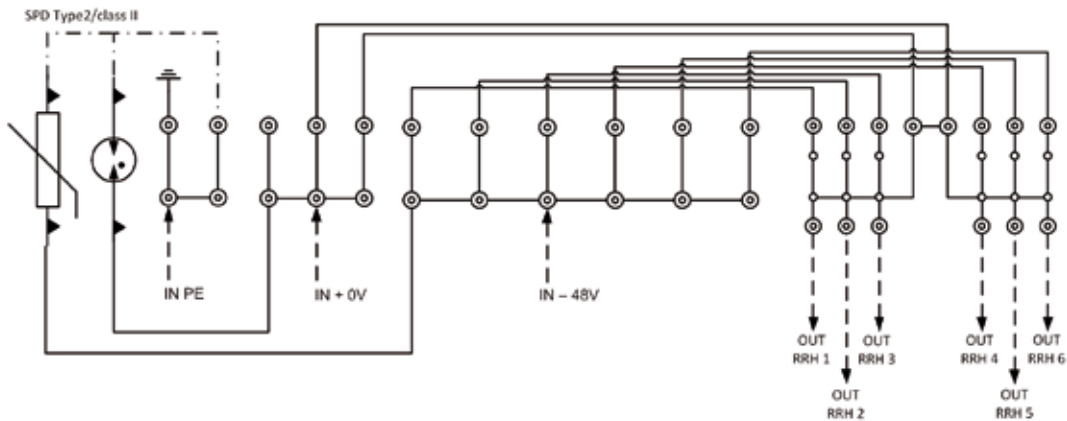 SPD Type2/class II
IN PE
IN + 0V
IN – 48V
OUT
RRH 1
OUT
RRH 2
OUT
RRH 3
OUT
RRH 4
OUT
RRH 5
OUT
RRH 6